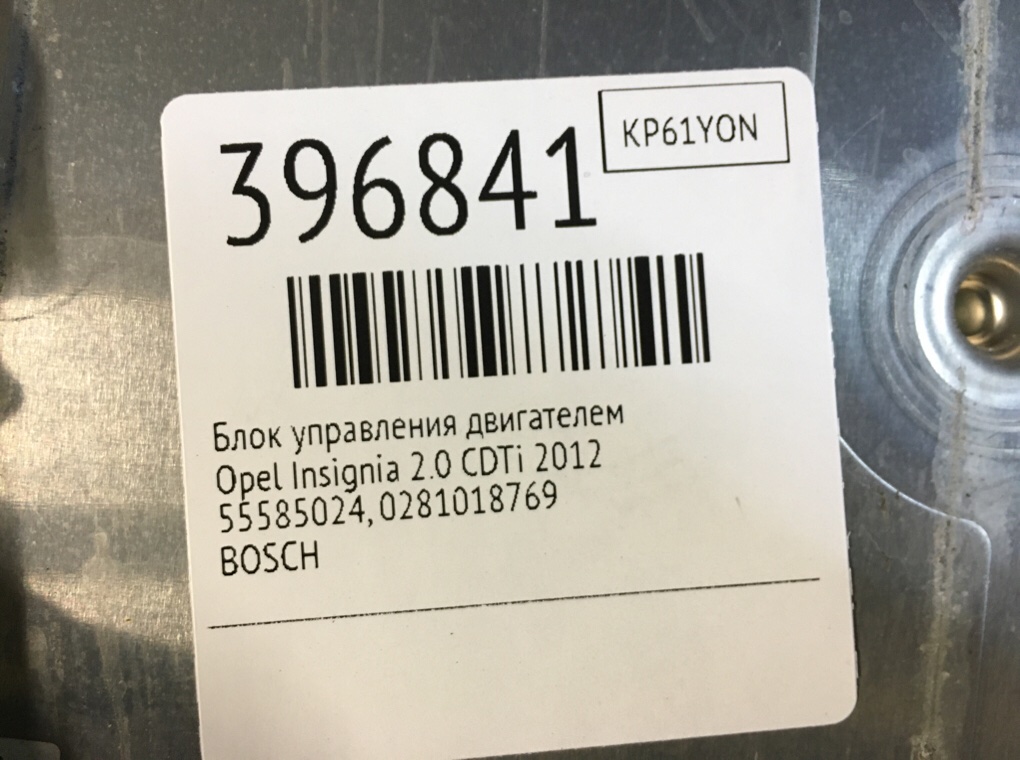 396841
KP61YON
Блок управления двигателем
Opel Insignia 2.0 CDTi 2012
55585024, 0281018769
BOSCH